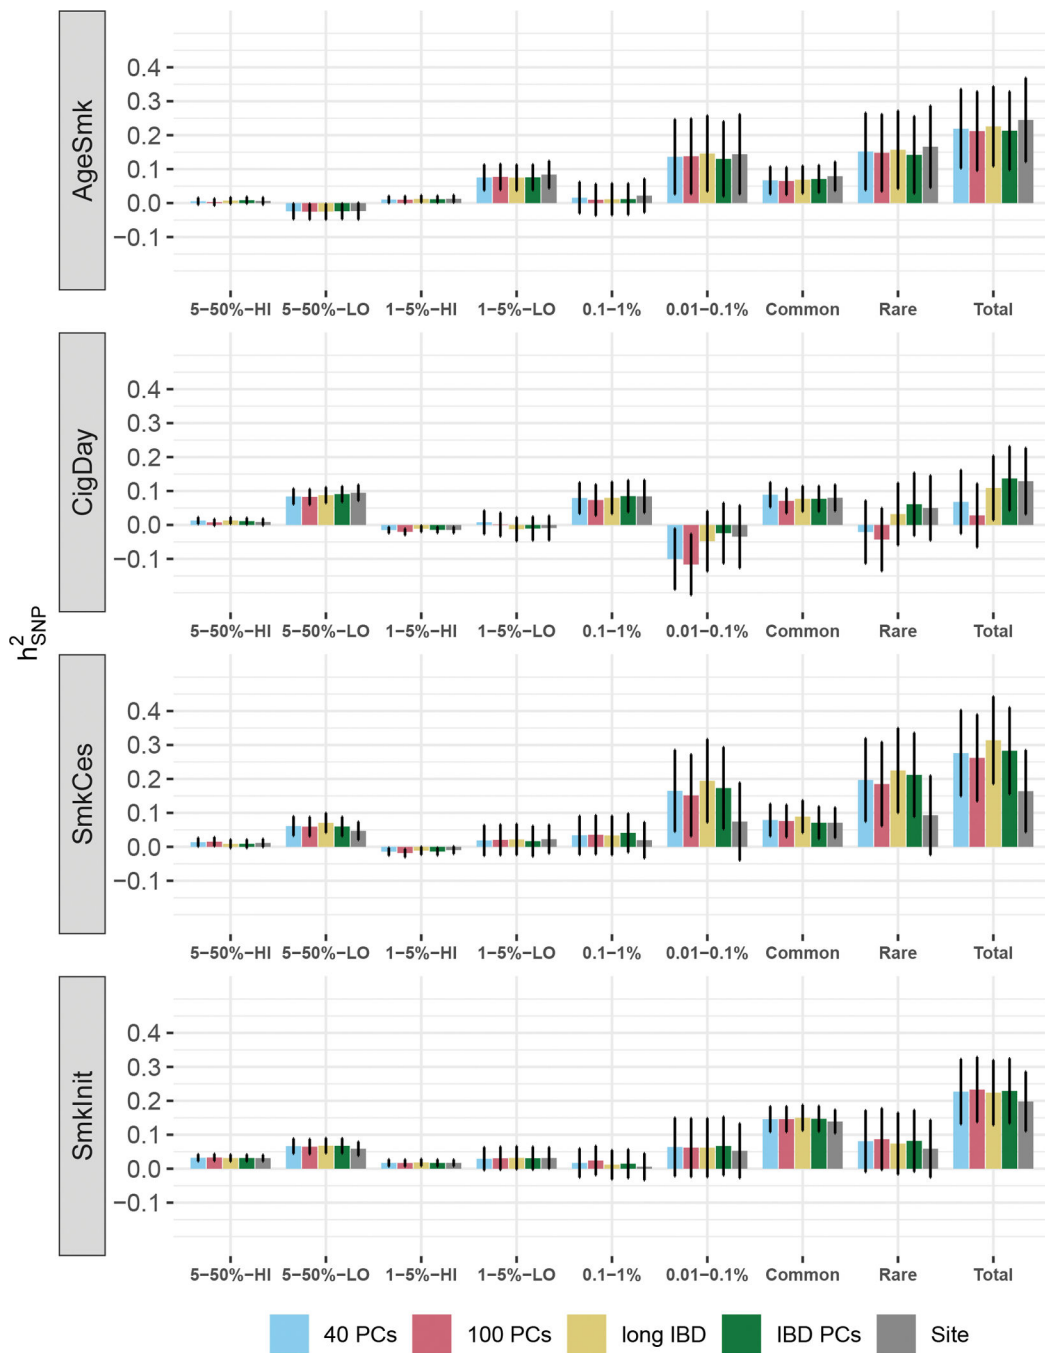 h²SNP
AgeSmk
0.4
0.3
0.2
0.1
0.0
−0.1
5−50%−HI 5−50%−LO 1−5%−HI 1−5%−LO 0.1−1% 0.01−0.1% Common Rare Total
CigDay
0.4
0.3
0.2
0.1
0.0
−0.1
5−50%−HI 5−50%−LO 1−5%−HI 1−5%−LO 0.1−1% 0.01−0.1% Common Rare Total
SmkCes
0.4
0.3
0.2
0.1
0.0
−0.1
5−50%−HI 5−50%−LO 1−5%−HI 1−5%−LO 0.1−1% 0.01−0.1% Common Rare Total
SmkInit
0.4
0.3
0.2
0.1
0.0
−0.1
5−50%−HI 5−50%−LO 1−5%−HI 1−5%−LO 0.1−1% 0.01−0.1% Common Rare Total
40 PCs 100 PCs long IBD IBD PCs Site